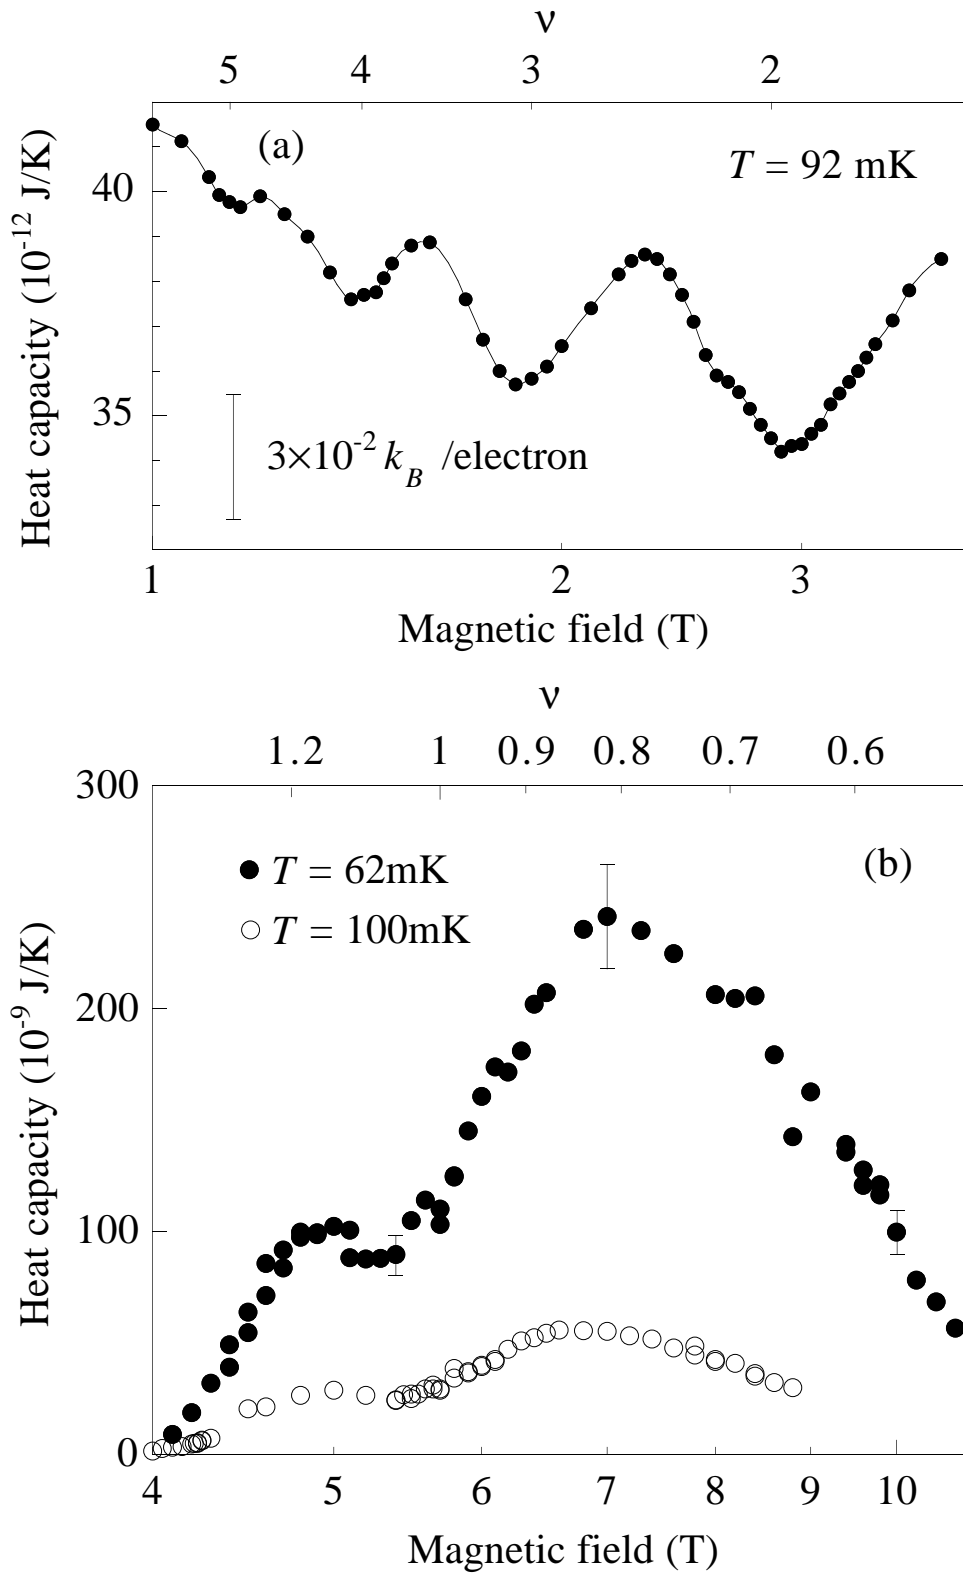 ν
5 4 3 2
(a)
T = 92 mK
40
35
Heat capacity (10⁻¹² J/K)
3×10⁻² k_B /electron
1 2 3
Magnetic field (T)
ν
1.2 1 0.9 0.8 0.7 0.6
300
(b)
T = 62mK
T = 100mK
200
100
0
Heat capacity (10⁻⁹ J/K)
4 5 6 7 8 9 10
Magnetic field (T)